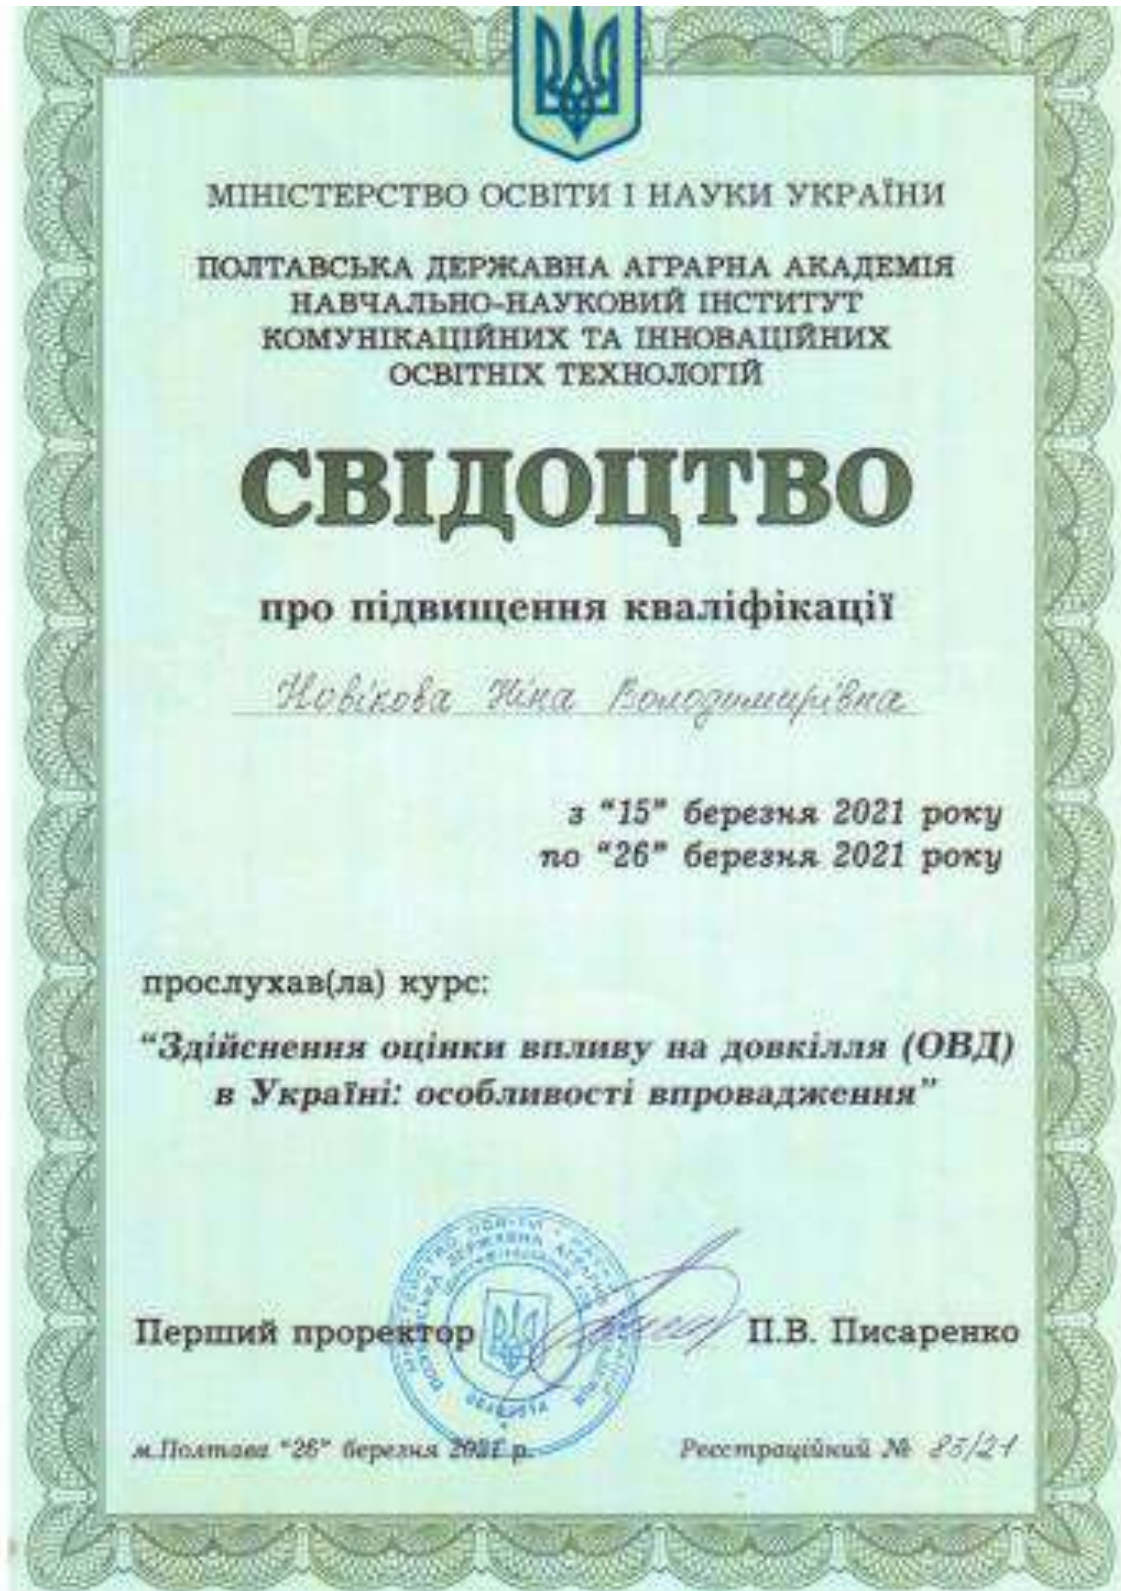 МІНІСТЕРСТВО ОСВІТИ І НАУКИ УКРАЇНИ
ПОЛТАВСЬКА ДЕРЖАВНА АГРАРНА АКАДЕМІЯ
НАВЧАЛЬНО-НАУКОВИЙ ІНСТИТУТ
КОМУНІКАЦІЙНИХ ТА ІННОВАЦІЙНИХ
ОСВІТНІХ ТЕХНОЛОГІЙ
СВІДОЦТВО
про підвищення кваліфікації
Новікова Ніна Володимирівна
з “15” березня 2021 року
по “26” березня 2021 року
прослухав(ла) курс:
“Здійснення оцінки впливу на довкілля (ОВД)
в Україні: особливості впровадження”
Перший проректор П.В. Писаренко
м.Полтава “26” березня 2021 р. Реєстраційний № /21